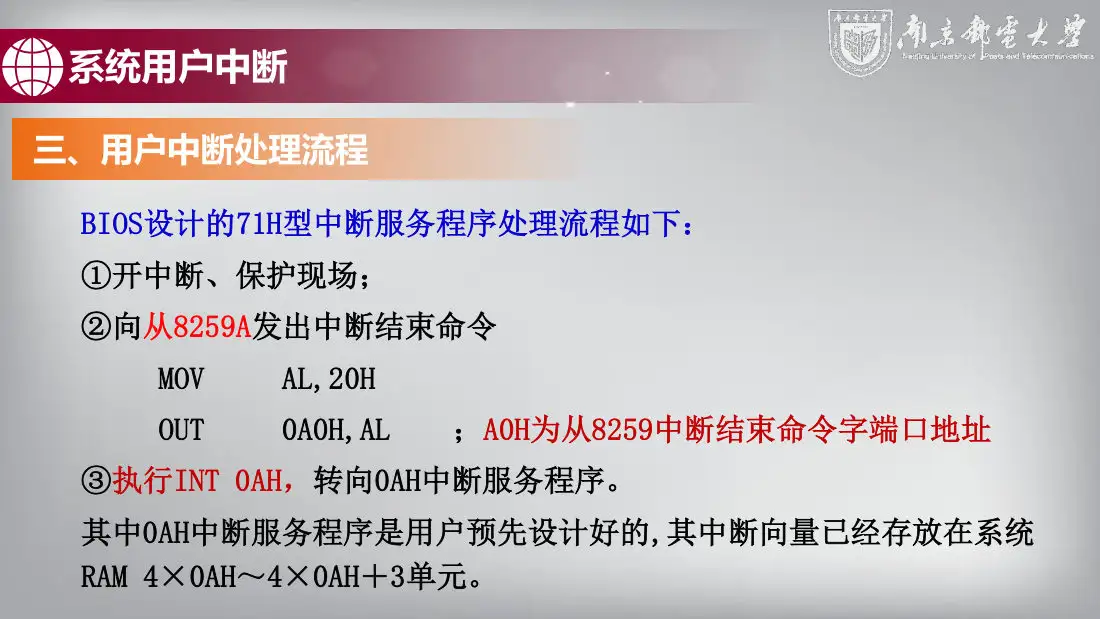 系统用户中断
南京邮电大学
Nanjing University of Posts and Telecommunications
三、用户中断处理流程
BIOS设计的71H型中断服务程序处理流程如下：
①开中断、保护现场；
②向从8259A发出中断结束命令
MOV AL,20H
OUT 0A0H,AL ；A0H为从8259中断结束命令字端口地址
③执行INT 0AH，转向0AH中断服务程序。
其中0AH中断服务程序是用户预先设计好的,其中断向量已经存放在系统
RAM 4×0AH～4×0AH＋3单元。